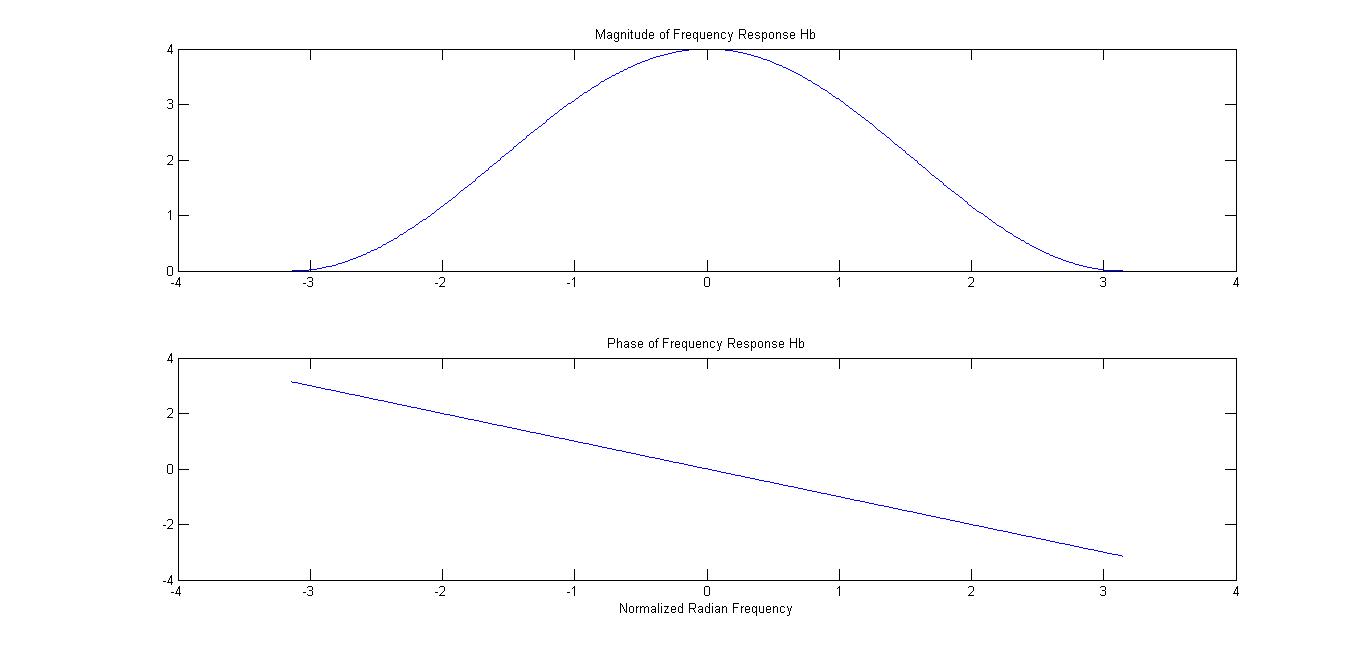 Magnitude of Frequency Response Hb
4
3
2
1
0
-4 -3 -2 -1 0 1 2 3 4
Phase of Frequency Response Hb
4
2
0
-2
-4
-4 -3 -2 -1 0 1 2 3 4
Normalized Radian Frequency